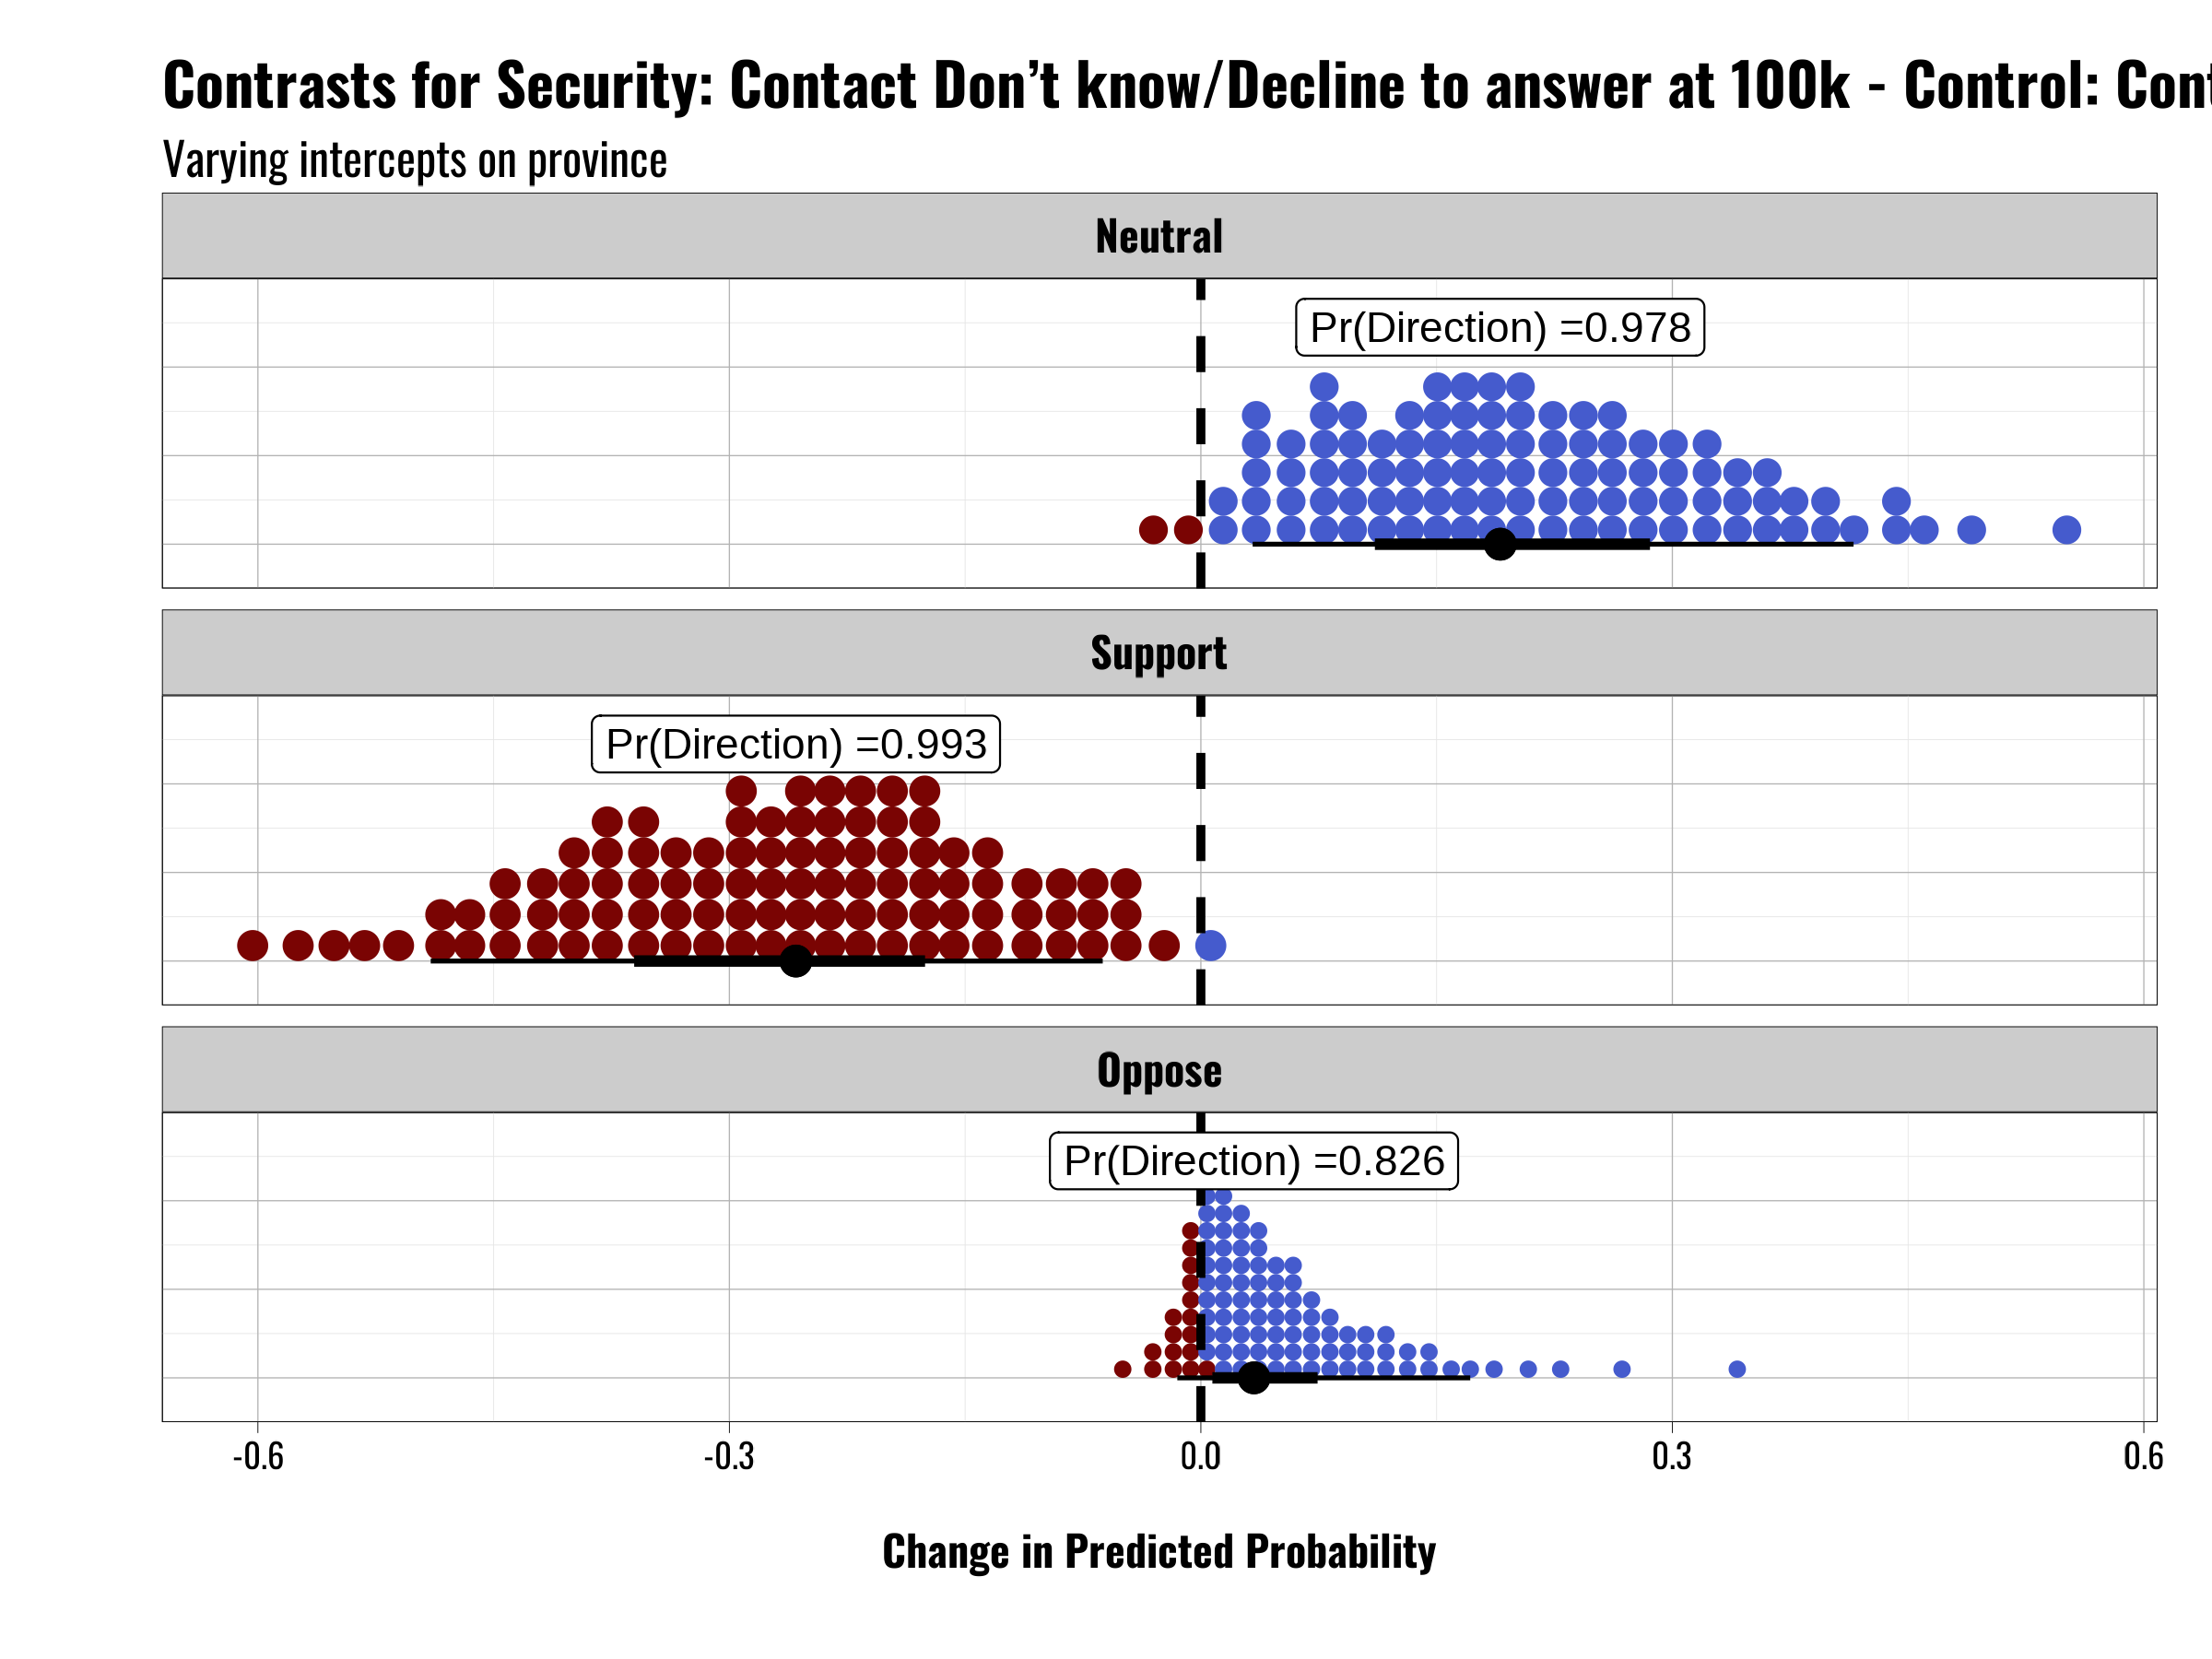 Contrasts for Security: Contact Don’t know/Decline to answer at 100k - Control:
Varying intercepts on province
Neutral
Pr(Direction) =0.978
Support
Pr(Direction) =0.993
Oppose
Pr(Direction) =0.826
-0.6 -0.3 0.0 0.3 0.6
Change in Predicted Probability